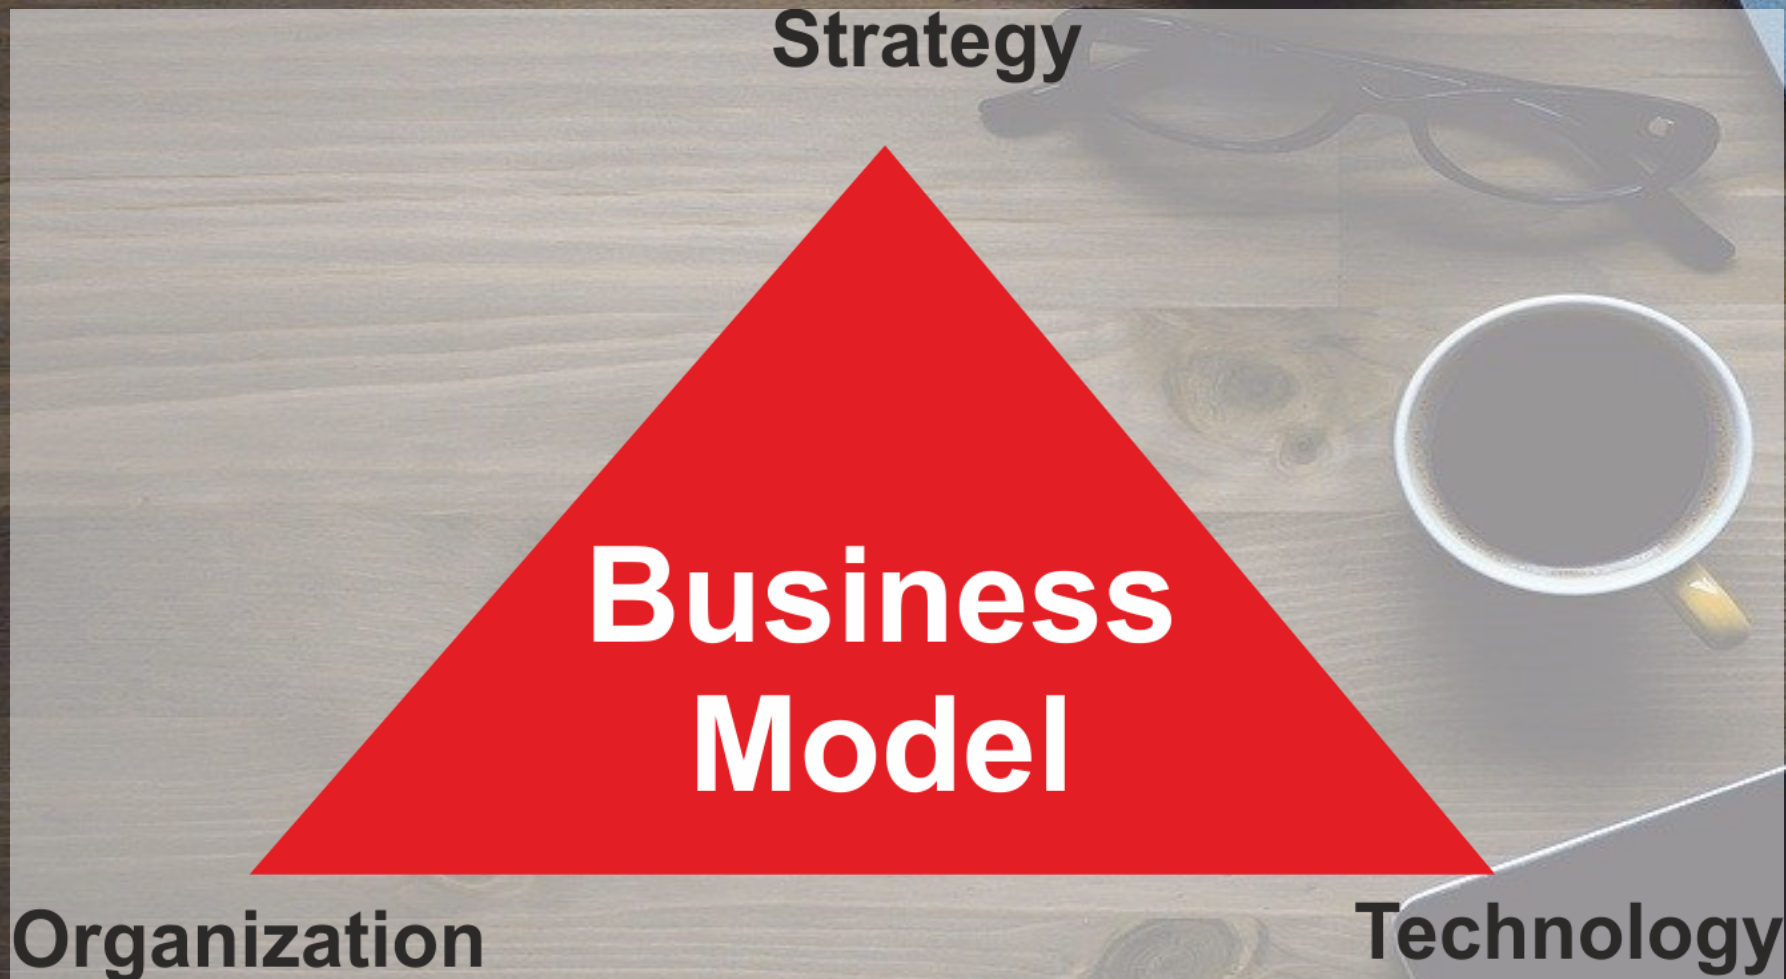 Strategy
Business
Model
Organization
Technology